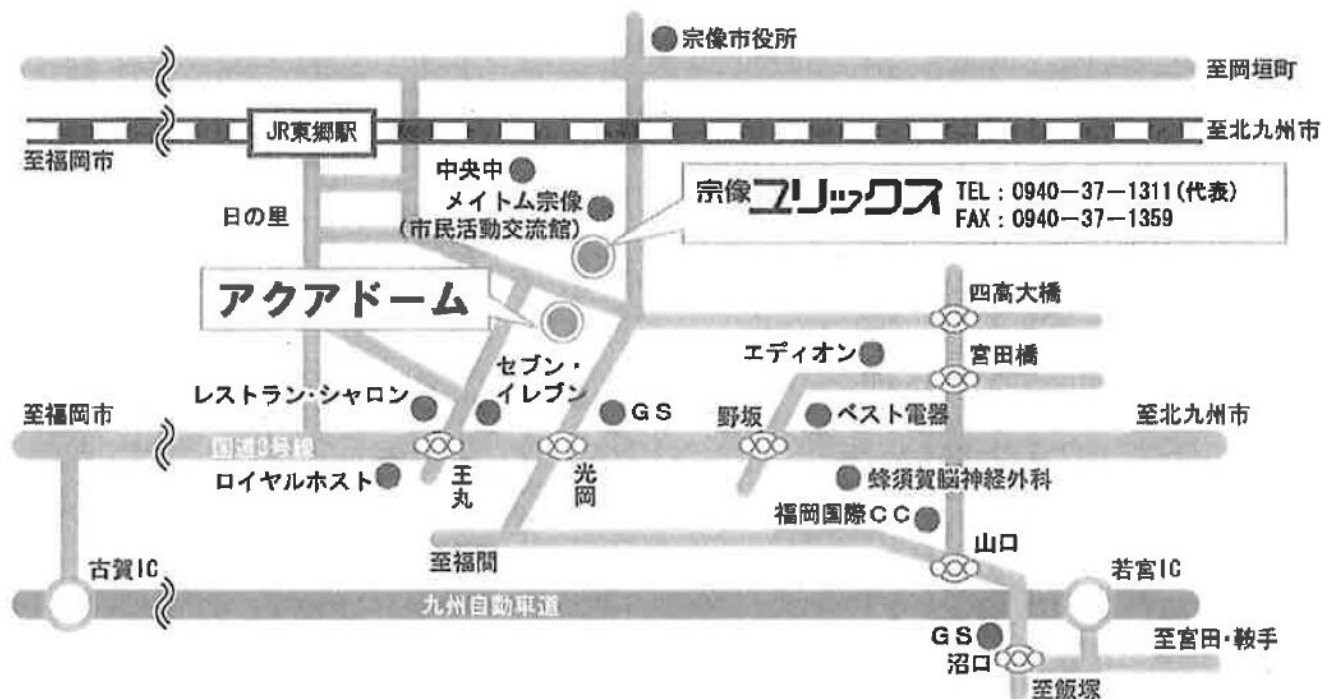 宗像市役所
至岡垣町
JR東郷駅
至北九州市
至福岡市
中央中
メイトム宗像
(市民活動交流館)
宗像ユリックス
TEL：0940－37－1311(代表)
FAX：0940－37－1359
日の里
アクアドーム
四高大橋
エディオン
宮田橋
セブン・
イレブン
レストラン・シャロン
至福岡市
GS
野坂
ベスト電器
至北九州市
国道3号線
ロイヤルホスト
王丸
光岡
蜂須賀脳神経外科
福岡国際CC
至福間
山口
古賀IC
若宮IC
九州自動車道
GS
沼口
至宮田・鞍手
至飯塚